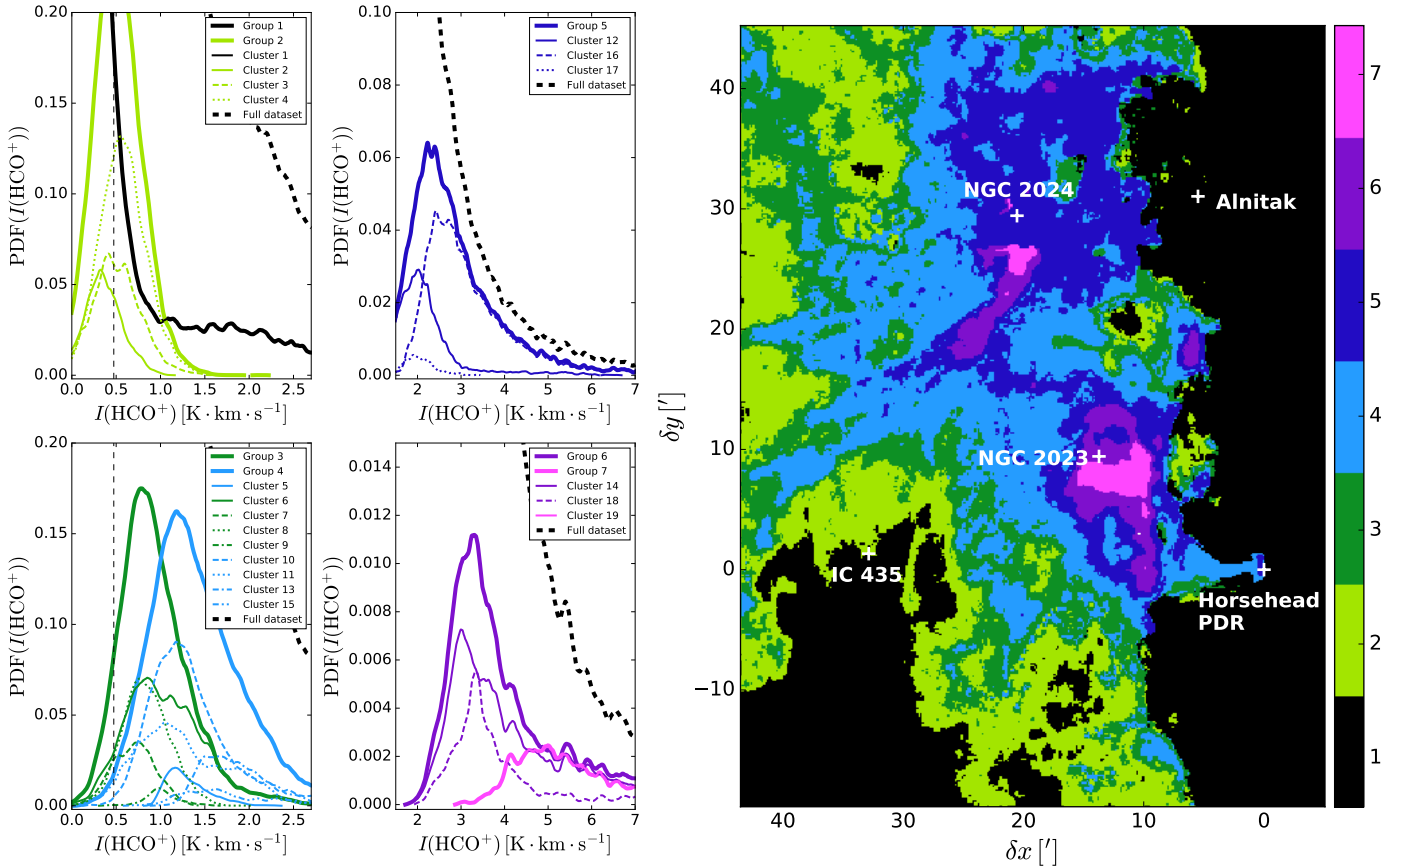 0.20
0.15
0.10
0.05
0.00
PDF(I(HCO⁺))
0.0 0.5 1.0 1.5 2.0 2.5
I(HCO⁺) [K · km · s⁻¹]
Group 1
Group 2
Cluster 1
Cluster 2
Cluster 3
Cluster 4
Full dataset
0.10
0.08
0.06
0.04
0.02
0.00
PDF(I(HCO⁺))
2 3 4 5 6 7
I(HCO⁺) [K · km · s⁻¹]
Group 5
Cluster 12
Cluster 16
Cluster 17
Full dataset
0.20
0.15
0.10
0.05
0.00
PDF(I(HCO⁺))
0.0 0.5 1.0 1.5 2.0 2.5
I(HCO⁺) [K · km · s⁻¹]
Group 3
Group 4
Cluster 5
Cluster 6
Cluster 7
Cluster 8
Cluster 9
Cluster 10
Cluster 11
Cluster 13
Cluster 15
Full dataset
0.014
0.012
0.010
0.008
0.006
0.004
0.002
0.000
PDF(I(HCO⁺))
2 3 4 5 6 7
I(HCO⁺) [K · km · s⁻¹]
Group 6
Group 7
Cluster 14
Cluster 18
Cluster 19
Full dataset
40
30
20
10
0
−10
δy [′]
40 30 20 10 0
δx [′]
NGC 2024
Alnitak
NGC 2023
IC 435
Horsehead
PDR
7
6
5
4
3
2
1